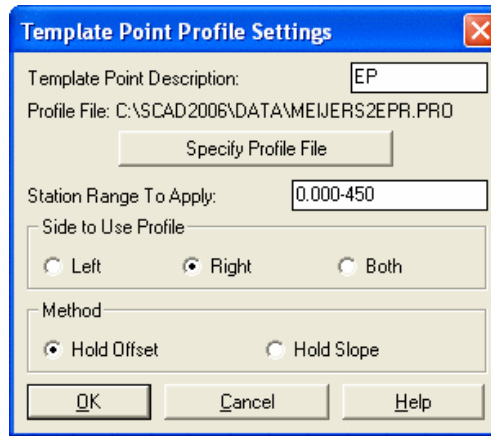 Template Point Profile Settings
Template Point Description: EP
Profile File: C:\SCAD2006\DATA\MEIJERS2EPR.PRO
Specify Profile File
Station Range To Apply: 0.000-450
Side to Use Profile
Left Right Both
Method
Hold Offset Hold Slope
OK Cancel Help